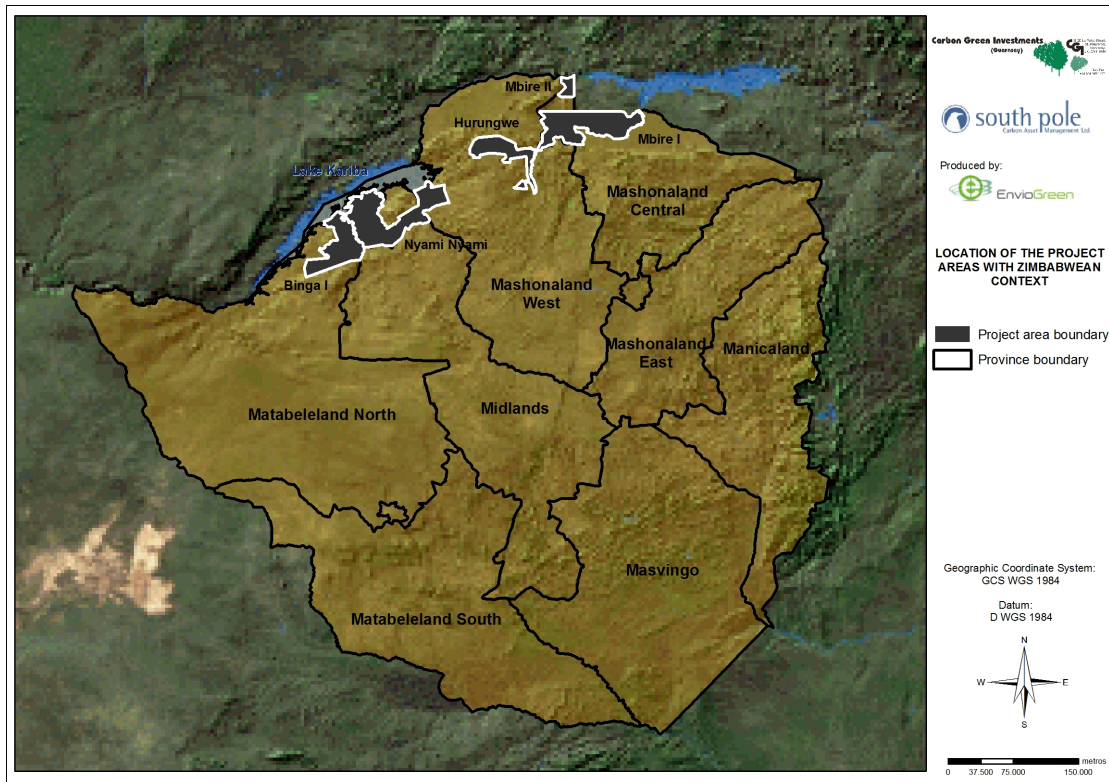 Mbire II
Hurungwe
Mbire I
Lake Kariba
Mashonaland
Central
Nyami Nyami
Binga I
Mashonaland
West
Mashonaland
East
Manicaland
Matabeleland North
Midlands
Masvingo
Matabeleland South
Carbon Green Investments
(Guernsey)
CGI
south pole
Carbon Asset Management Ltd.
Produced by:
EnvioGreen
LOCATION OF THE PROJECT
AREAS WITH ZIMBABWEAN
CONTEXT
Project area boundary
Province boundary
Geographic Coordinate System:
GCS WGS 1984
Datum:
D WGS 1984
N
W E
S
metros
0 37.500 75.000 150.000